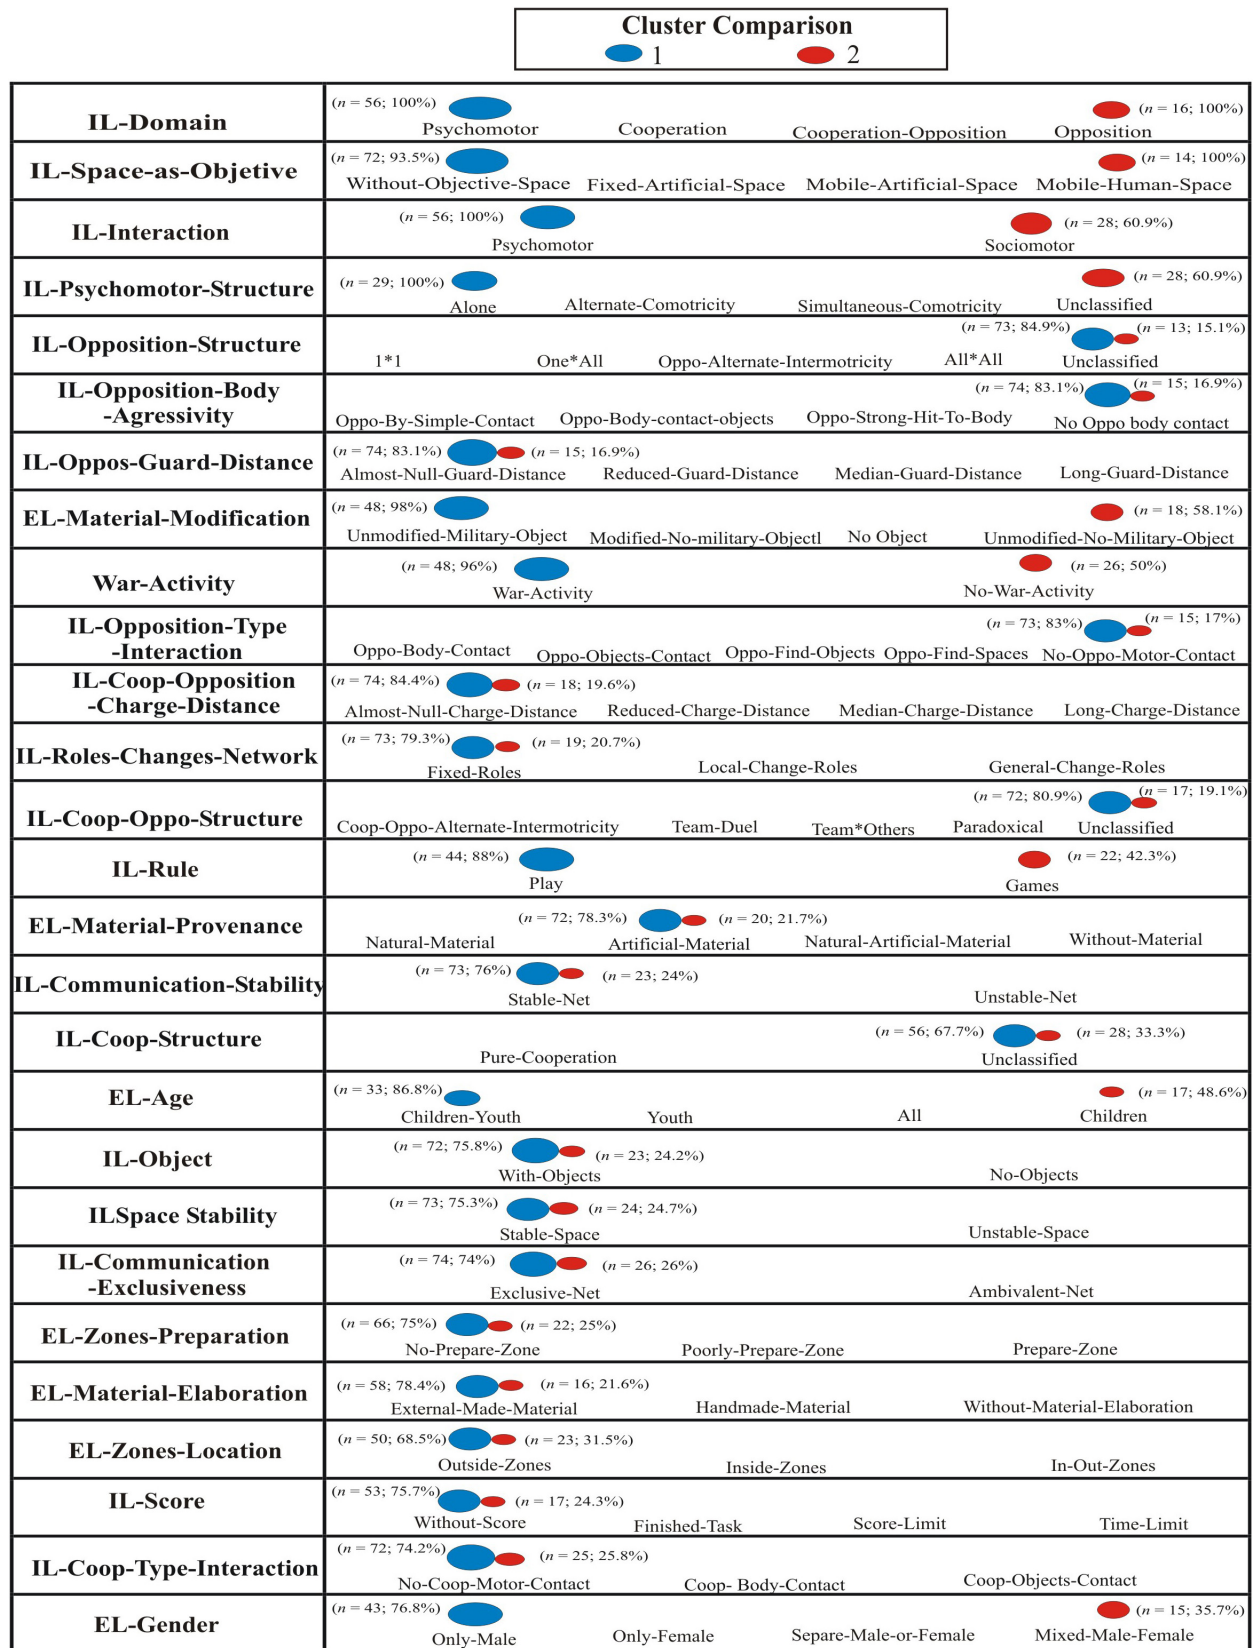 Cluster Comparison
1 2
IL-Domain
(n = 56; 100%) (n = 16; 100%)
Psychomotor Cooperation Cooperation-Opposition Opposition
IL-Space-as-Objetive
(n = 72; 93.5%) (n = 14; 100%)
Without-Objective-Space Fixed-Artificial-Space Mobile-Artificial-Space Mobile-Human-Space
IL-Interaction
(n = 56; 100%) (n = 28; 60.9%)
Psychomotor Sociomotor
IL-Psychomotor-Structure
(n = 29; 100%) (n = 28; 60.9%)
Alone Alternate-Comotricity Simultaneous-Comotricity Unclassified
IL-Opposition-Structure
(n = 73; 84.9%) (n = 13; 15.1%)
1*1 One*All Oppo-Alternate-Intermotricity All*All Unclassified
IL-Opposition-Body
-Agressivity
(n = 74; 83.1%) (n = 15; 16.9%)
Oppo-By-Simple-Contact Oppo-Body-contact-objects Oppo-Strong-Hit-To-Body No Oppo body contact
IL-Oppos-Guard-Distance
(n = 74; 83.1%) (n = 15; 16.9%)
Almost-Null-Guard-Distance Reduced-Guard-Distance Median-Guard-Distance Long-Guard-Distance
EL-Material-Modification
(n = 48; 98%) (n = 18; 58.1%)
Unmodified-Military-Object Modified-No-military-Objectl No Object Unmodified-No-Military-Object
War-Activity
(n = 48; 96%) (n = 26; 50%)
War-Activity No-War-Activity
IL-Opposition-Type
-Interaction
(n = 73; 83%) (n = 15; 17%)
Oppo-Body-Contact Oppo-Objects-Contact Oppo-Find-Objects Oppo-Find-Spaces No-Oppo-Motor-Contact
IL-Coop-Opposition
-Charge-Distance
(n = 74; 84.4%) (n = 18; 19.6%)
Almost-Null-Charge-Distance Reduced-Charge-Distance Median-Charge-Distance Long-Charge-Distance
IL-Roles-Changes-Network
(n = 73; 79.3%) (n = 19; 20.7%)
Fixed-Roles Local-Change-Roles General-Change-Roles
IL-Coop-Oppo-Structure
(n = 72; 80.9%) (n = 17; 19.1%)
Coop-Oppo-Alternate-Intermotricity Team-Duel Team*Others Paradoxical Unclassified
IL-Rule
(n = 44; 88%) (n = 22; 42.3%)
Play Games
EL-Material-Provenance
(n = 72; 78.3%) (n = 20; 21.7%)
Natural-Material Artificial-Material Natural-Artificial-Material Without-Material
IL-Communication-Stability
(n = 73; 76%) (n = 23; 24%)
Stable-Net Unstable-Net
IL-Coop-Structure
(n = 56; 67.7%) (n = 28; 33.3%)
Pure-Cooperation Unclassified
EL-Age
(n = 33; 86.8%) (n = 17; 48.6%)
Children-Youth Youth All Children
IL-Object
(n = 72; 75.8%) (n = 23; 24.2%)
With-Objects No-Objects
ILSpace Stability
(n = 73; 75.3%) (n = 24; 24.7%)
Stable-Space Unstable-Space
IL-Communication
-Exclusiveness
(n = 74; 74%) (n = 26; 26%)
Exclusive-Net Ambivalent-Net
EL-Zones-Preparation
(n = 66; 75%) (n = 22; 25%)
No-Prepare-Zone Poorly-Prepare-Zone Prepare-Zone
EL-Material-Elaboration
(n = 58; 78.4%) (n = 16; 21.6%)
External-Made-Material Handmade-Material Without-Material-Elaboration
EL-Zones-Location
(n = 50; 68.5%) (n = 23; 31.5%)
Outside-Zones Inside-Zones In-Out-Zones
IL-Score
(n = 53; 75.7%) (n = 17; 24.3%)
Without-Score Finished-Task Score-Limit Time-Limit
IL-Coop-Type-Interaction
(n = 72; 74.2%) (n = 25; 25.8%)
No-Coop-Motor-Contact Coop- Body-Contact Coop-Objects-Contact
EL-Gender
(n = 43; 76.8%) (n = 15; 35.7%)
Only-Male Only-Female Separe-Male-or-Female Mixed-Male-Female